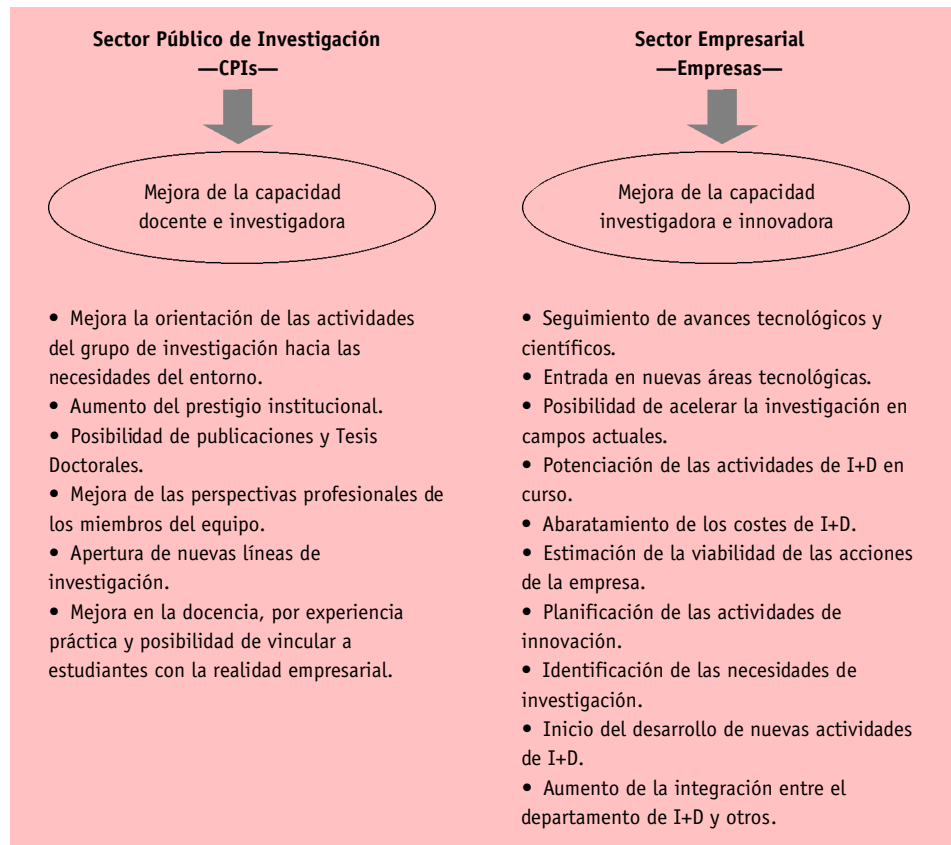 Sector Público de Investigación
—CPIs—
Mejora de la capacidad
docente e investigadora
• Mejora la orientación de las actividades
del grupo de investigación hacia las
necesidades del entorno.
• Aumento del prestigio institucional.
• Posibilidad de publicaciones y Tesis
Doctorales.
• Mejora de las perspectivas profesionales de
los miembros del equipo.
• Apertura de nuevas líneas de
investigación.
• Mejora en la docencia, por experiencia
práctica y posibilidad de vincular a
estudiantes con la realidad empresarial.
Sector Empresarial
—Empresas—
Mejora de la capacidad
investigadora e innovadora
• Seguimiento de avances tecnológicos y
científicos.
• Entrada en nuevas áreas tecnológicas.
• Posibilidad de acelerar la investigación en
campos actuales.
• Potenciación de las actividades de I+D en
curso.
• Abaratamiento de los costes de I+D.
• Estimación de la viabilidad de las acciones
de la empresa.
• Planificación de las actividades de
innovación.
• Identificación de las necesidades de
investigación.
• Inicio del desarrollo de nuevas actividades
de I+D.
• Aumento de la integración entre el
departamento de I+D y otros.